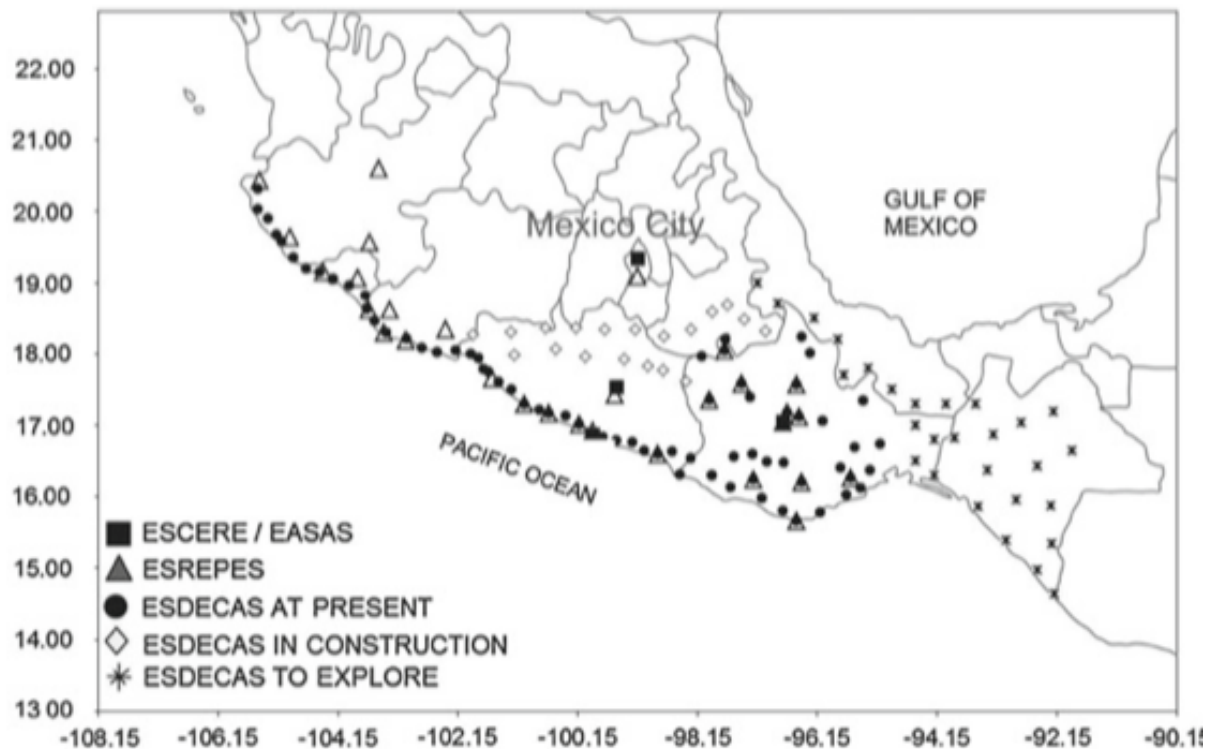 22.00
21.00
20.00
19.00
18.00
17.00
16.00
15.00
14.00
13 00
Mexico City
GULF OF
MEXICO
PACIFIC OCEAN
ESCERE / EASAS
ESREPES
ESDECAS AT PRESENT
ESDECAS IN CONSTRUCTION
ESDECAS TO EXPLORE
-108.15 -106.15 -104.15 -102.15 -100.15 -98.15 -96.15 -94.15 -92.15 -90.15